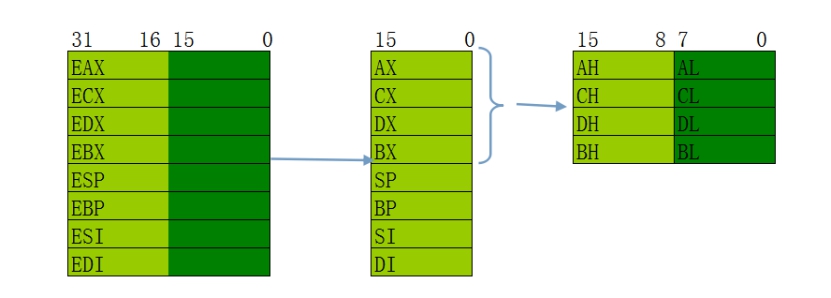 31 16 15 0
EAX
ECX
EDX
EBX
ESP
EBP
ESI
EDI
15 0
AX
CX
DX
BX
SP
BP
SI
DI
15 8 7 0
AH AL
CH CL
DH DL
BH BL